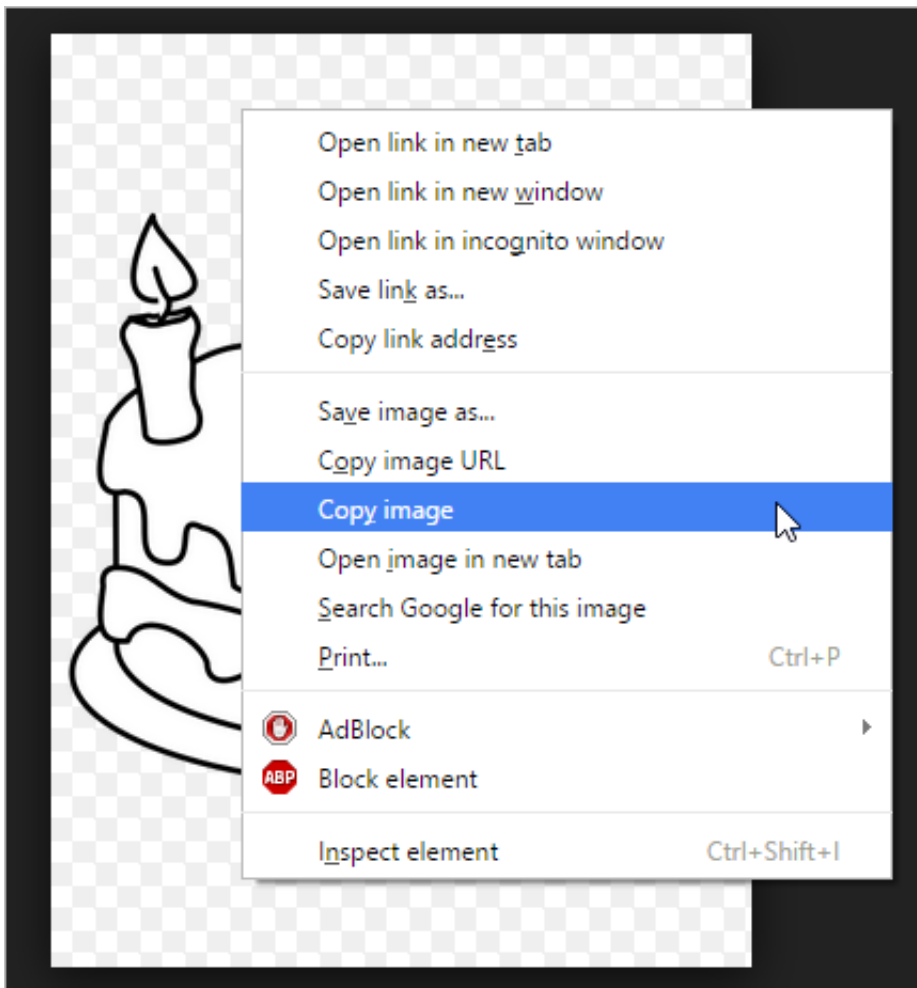 Open link in new tab
Open link in new window
Open link in incognito window
Save link as...
Copy link address
Save image as...
Copy image URL
Copy image
Open image in new tab
Search Google for this image
Print... Ctrl+P
AdBlock
ABP Block element
Inspect element Ctrl+Shift+I